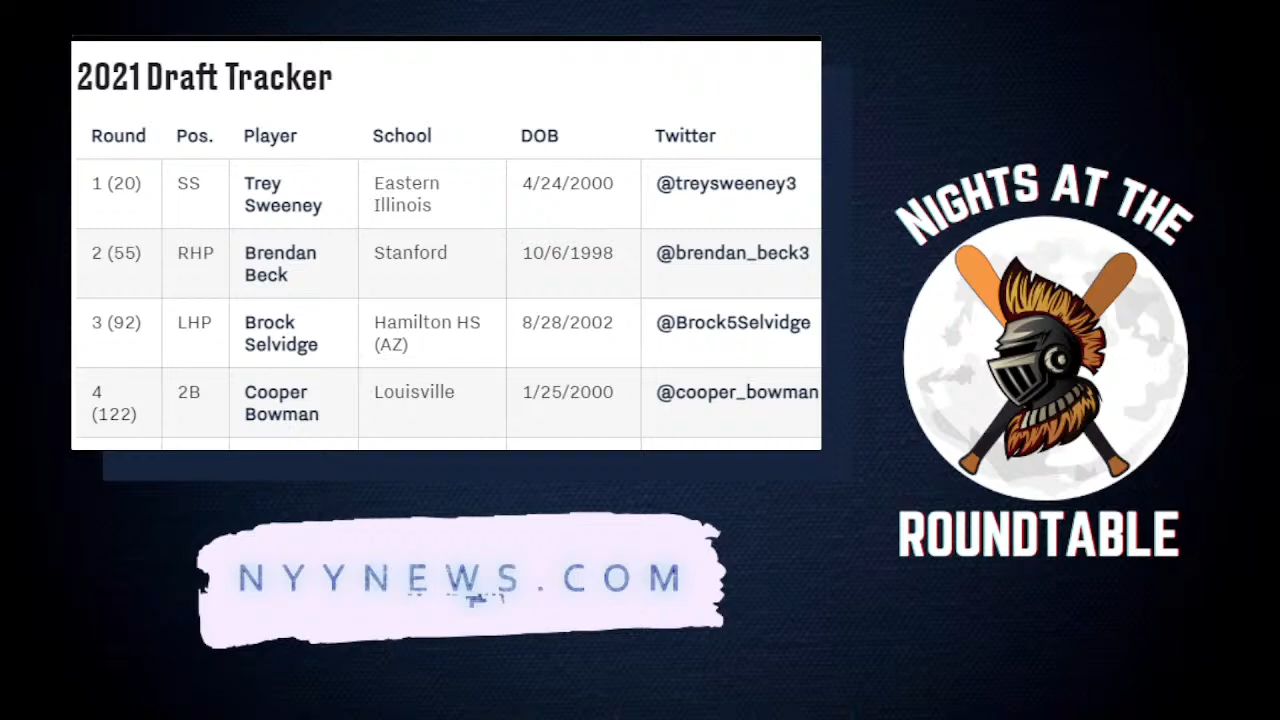 2021 Draft Tracker
Round Pos. Player School DOB Twitter
1 (20) SS Trey Sweeney Eastern Illinois 4/24/2000 @treysweeney3
2 (55) RHP Brendan Beck Stanford 10/6/1998 @brendan_beck3
3 (92) LHP Brock Selvidge Hamilton HS (AZ) 8/28/2002 @Brock5Selvidge
4 (122) 2B Cooper Bowman Louisville 1/25/2000 @cooper_bowman
NIGHTS AT THE
ROUNDTABLE
NYYNEWS.COM